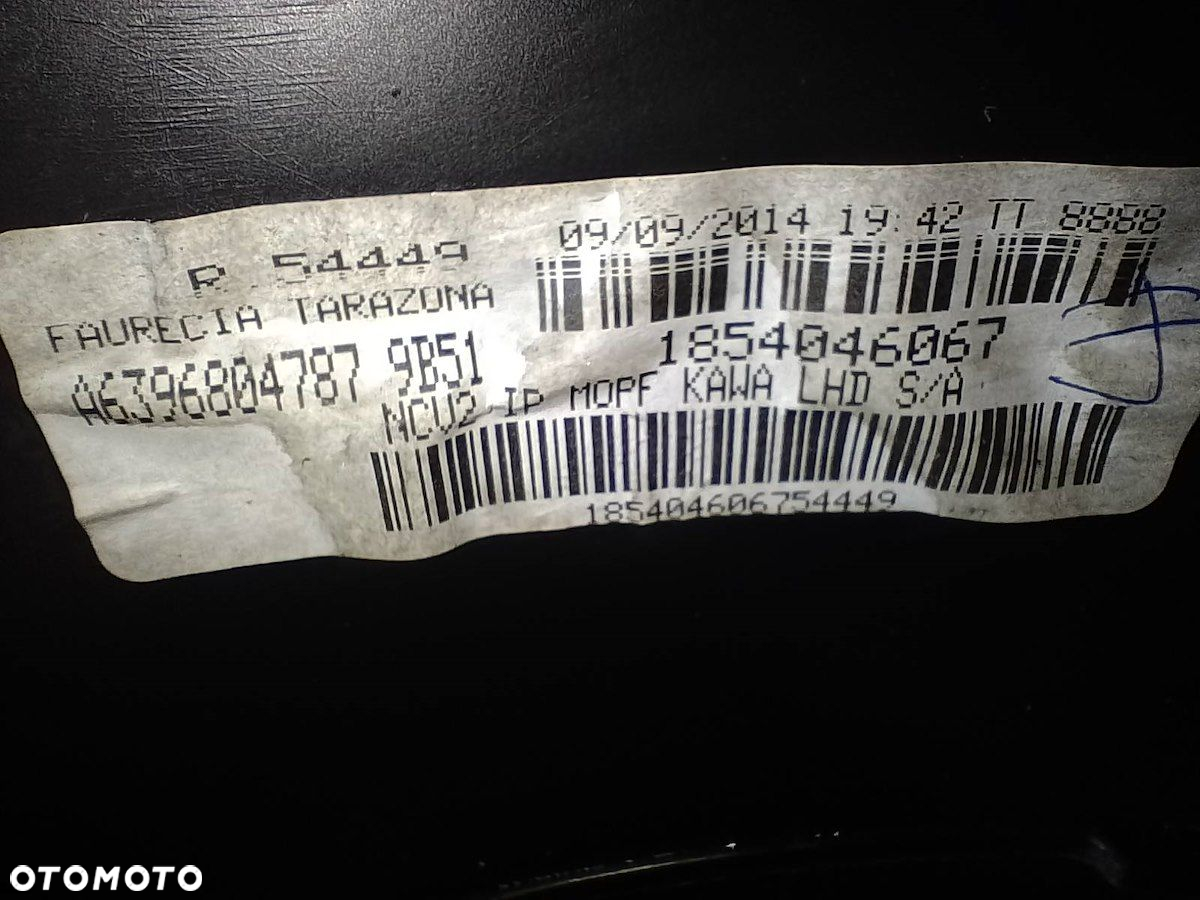 09/09/2014 19:42 TT 8888
R 54449
FAURECIA TARAZONA
A6396804787 9B51
1854046067
NCV2 IP MOPF KAWA LHD S/A
185404606754449
OTOMOTO